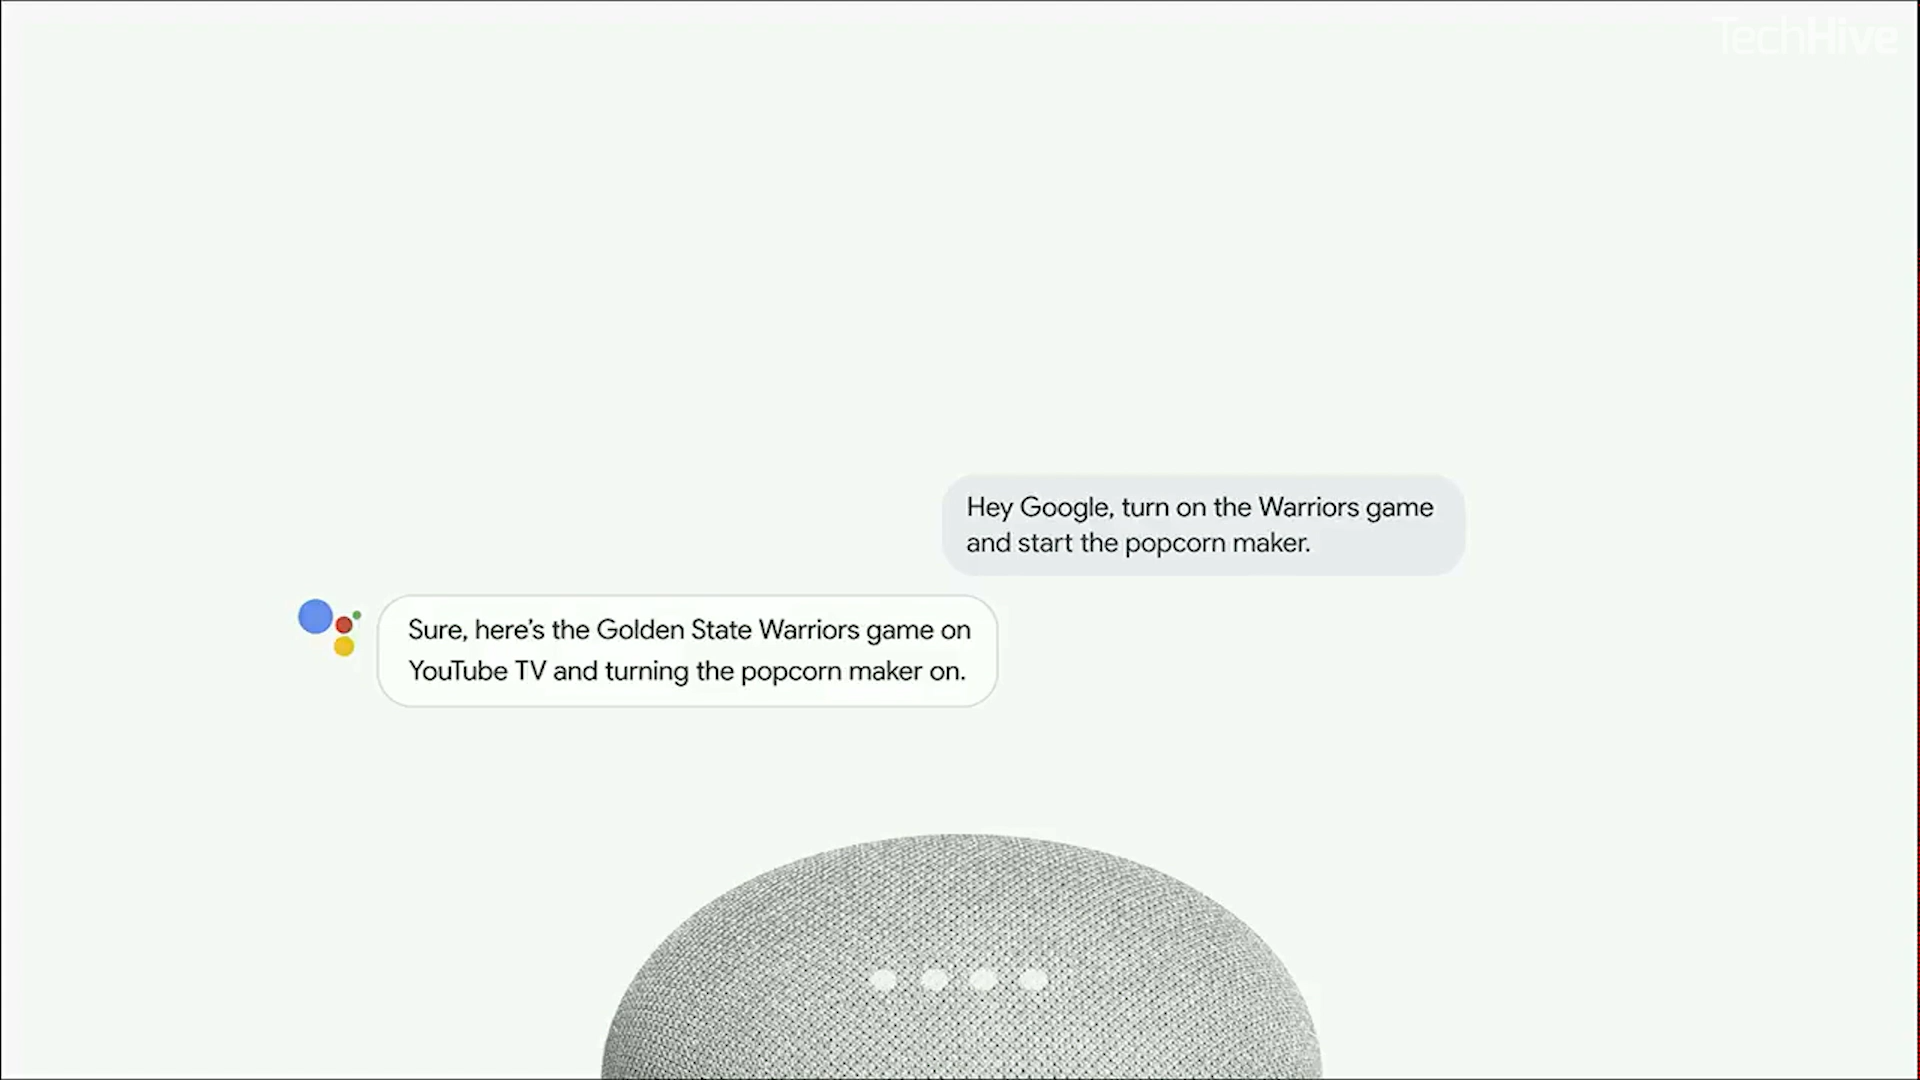 TechHive
Hey Google, turn on the Warriors game
and start the popcorn maker.
Sure, here's the Golden State Warriors game on
YouTube TV and turning the popcorn maker on.